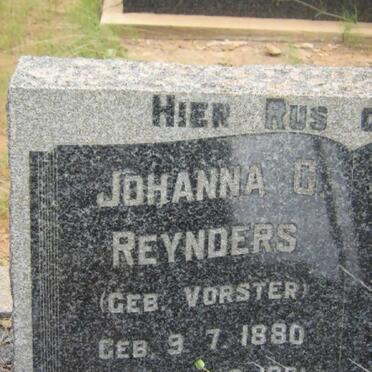 HIER RUS
JOHANNA G.
REYNDERS
(GEB. VORSTER)
GEB. 9 7. 1880